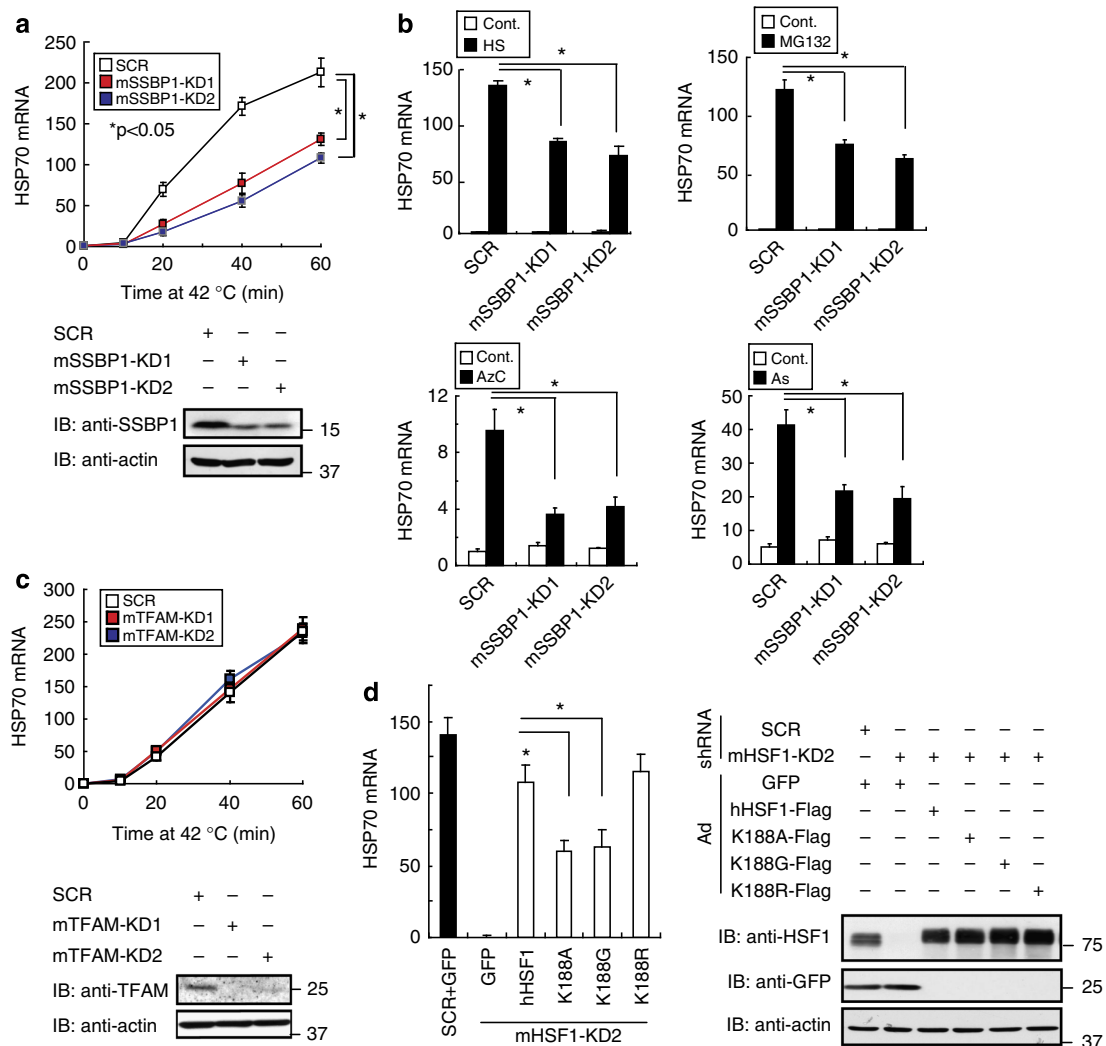 a
250
200
150
100
50
0
HSP70 mRNA
SCR
mSSBP1-KD1
mSSBP1-KD2
*p<0.05
* *
0 20 40 60
Time at 42 °C (min)
SCR + – –
mSSBP1-KD1 – + –
mSSBP1-KD2 – – +
IB: anti-SSBP1 15
IB: anti-actin 37
b
Cont.
HS
150
100
50
0
HSP70 mRNA
*
*
SCR
mSSBP1-KD1
mSSBP1-KD2
Cont.
MG132
150
100
50
0
HSP70 mRNA
*
*
SCR
mSSBP1-KD1
mSSBP1-KD2
Cont.
AzC
12
8
4
0
HSP70 mRNA
*
*
SCR
mSSBP1-KD1
mSSBP1-KD2
Cont.
As
50
40
30
20
10
0
HSP70 mRNA
*
*
SCR
mSSBP1-KD1
mSSBP1-KD2
c
300
250
200
150
100
50
0
HSP70 mRNA
SCR
mTFAM-KD1
mTFAM-KD2
0 20 40 60
Time at 42 °C (min)
SCR + – –
mTFAM-KD1 – + –
mTFAM-KD2 – – +
IB: anti-TFAM 25
IB: anti-actin 37
d
150
100
50
0
HSP70 mRNA
*
*
SCR+GFP
GFP
hHSF1
K188A
K188G
K188R
mHSF1-KD2
shRNA
SCR + – – – – –
mHSF1-KD2 – + + + + +
Ad
GFP + + – – – –
hHSF1-Flag – – + – – –
K188A-Flag – – – + – –
K188G-Flag – – – – + –
K188R-Flag – – – – – +
IB: anti-HSF1 75
IB: anti-GFP 25
IB: anti-actin 37